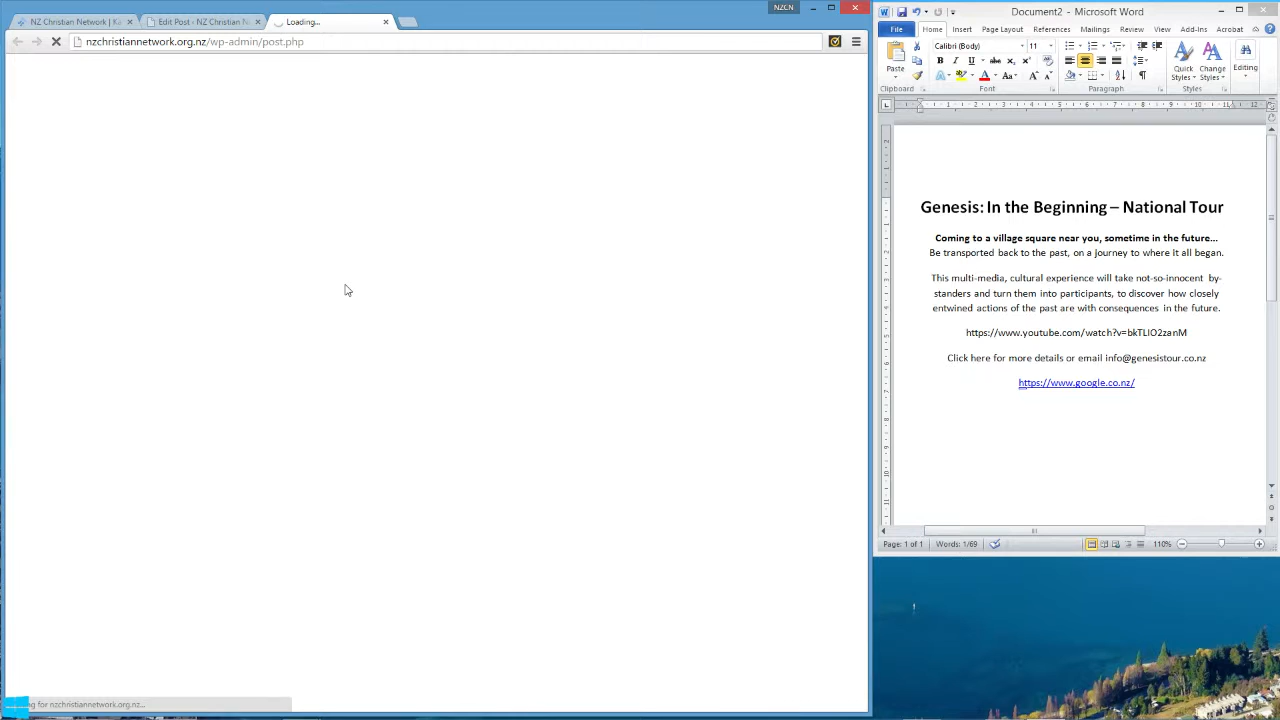 NZCN
NZ Christian Network | Ka
Edit Post ‹ NZ Christian N
Loading...
nzchristiannetwork.org.nz/wp-admin/post.php
for nzchristiannetwork.org.nz...
Document2 - Microsoft Word
File Home Insert Page Layout References Mailings Review View Add-Ins Acrobat
Paste
Calibri (Body) 11
Quick Styles
Change Styles
Editing
Clipboard Font Paragraph Styles
Genesis: In the Beginning – National Tour
Coming to a village square near you, sometime in the future...
Be transported back to the past, on a journey to where it all began.
This multi-media, cultural experience will take not-so-innocent by-
standers and turn them into participants, to discover how closely
entwined actions of the past are with consequences in the future.
https://www.youtube.com/watch?v=bkTLIO2zanM
Click here for more details or email info@genesistour.co.nz
https://www.google.co.nz/
Page: 1 of 1 Words: 1/69 110%